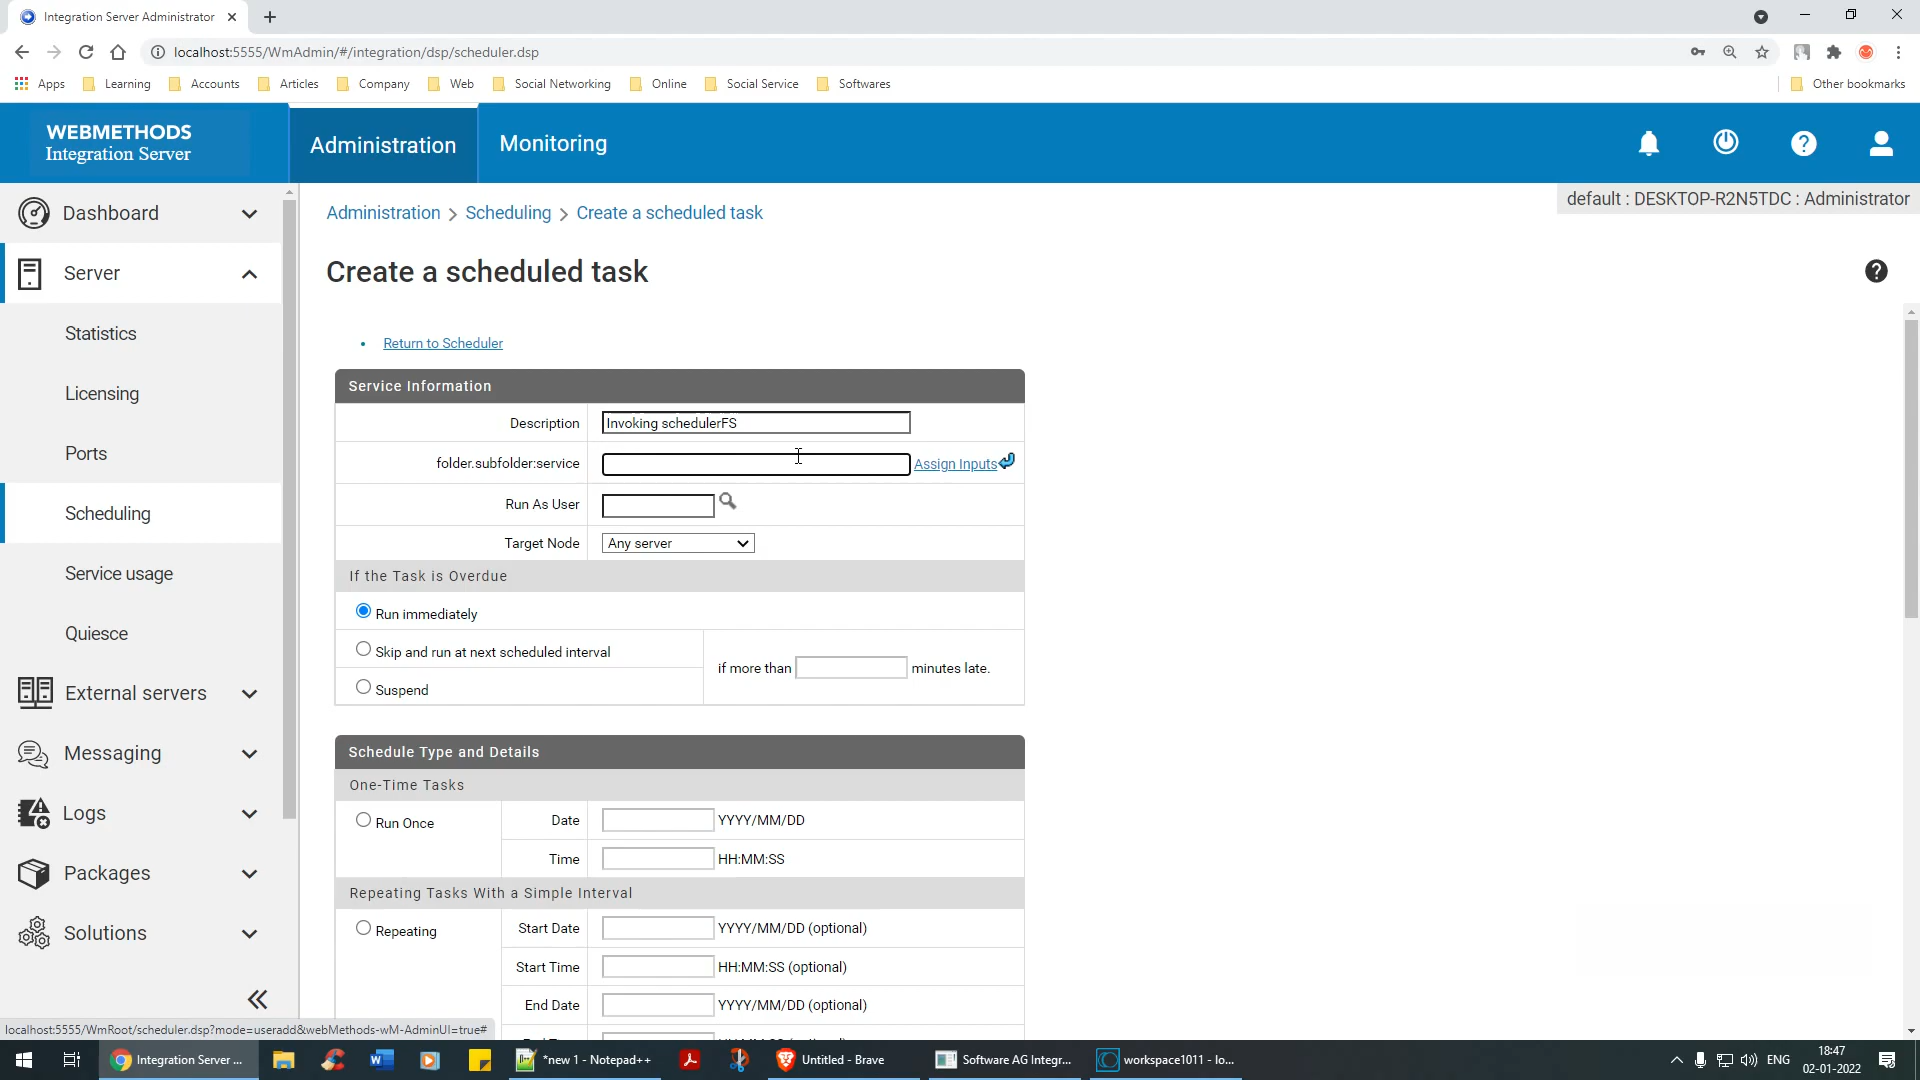 Integration Server Administrator
localhost:5555/WmAdmin/#/integration/dsp/scheduler.dsp
Apps Learning Accounts Articles Company Web Social Networking Online Social Service Softwares Other bookmarks
WEBMETHODS
Integration Server
Administration Monitoring
default : DESKTOP-R2N5TDC : Administrator
Dashboard
Server
Statistics
Licensing
Ports
Scheduling
Service usage
Quiesce
External servers
Messaging
Logs
Packages
Solutions
Administration > Scheduling > Create a scheduled task
Create a scheduled task
Return to Scheduler
Service Information
Description Invoking schedulerFS
folder.subfolder:service Assign Inputs
Run As User
Target Node Any server
If the Task is Overdue
Run immediately
Skip and run at next scheduled interval
if more than minutes late.
Suspend
Schedule Type and Details
One-Time Tasks
Run Once Date YYYY/MM/DD
Time HH:MM:SS
Repeating Tasks With a Simple Interval
Repeating Start Date YYYY/MM/DD (optional)
Start Time HH:MM:SS (optional)
End Date YYYY/MM/DD (optional)
localhost:5555/WmRoot/scheduler.dsp?mode=useradd&webMethods-wM-AdminUI=true#
Integration Server ... *new 1 - Notepad++ Untitled - Brave Software AG Integr... workspace1011 - Io... ENG
18:47
02-01-2022